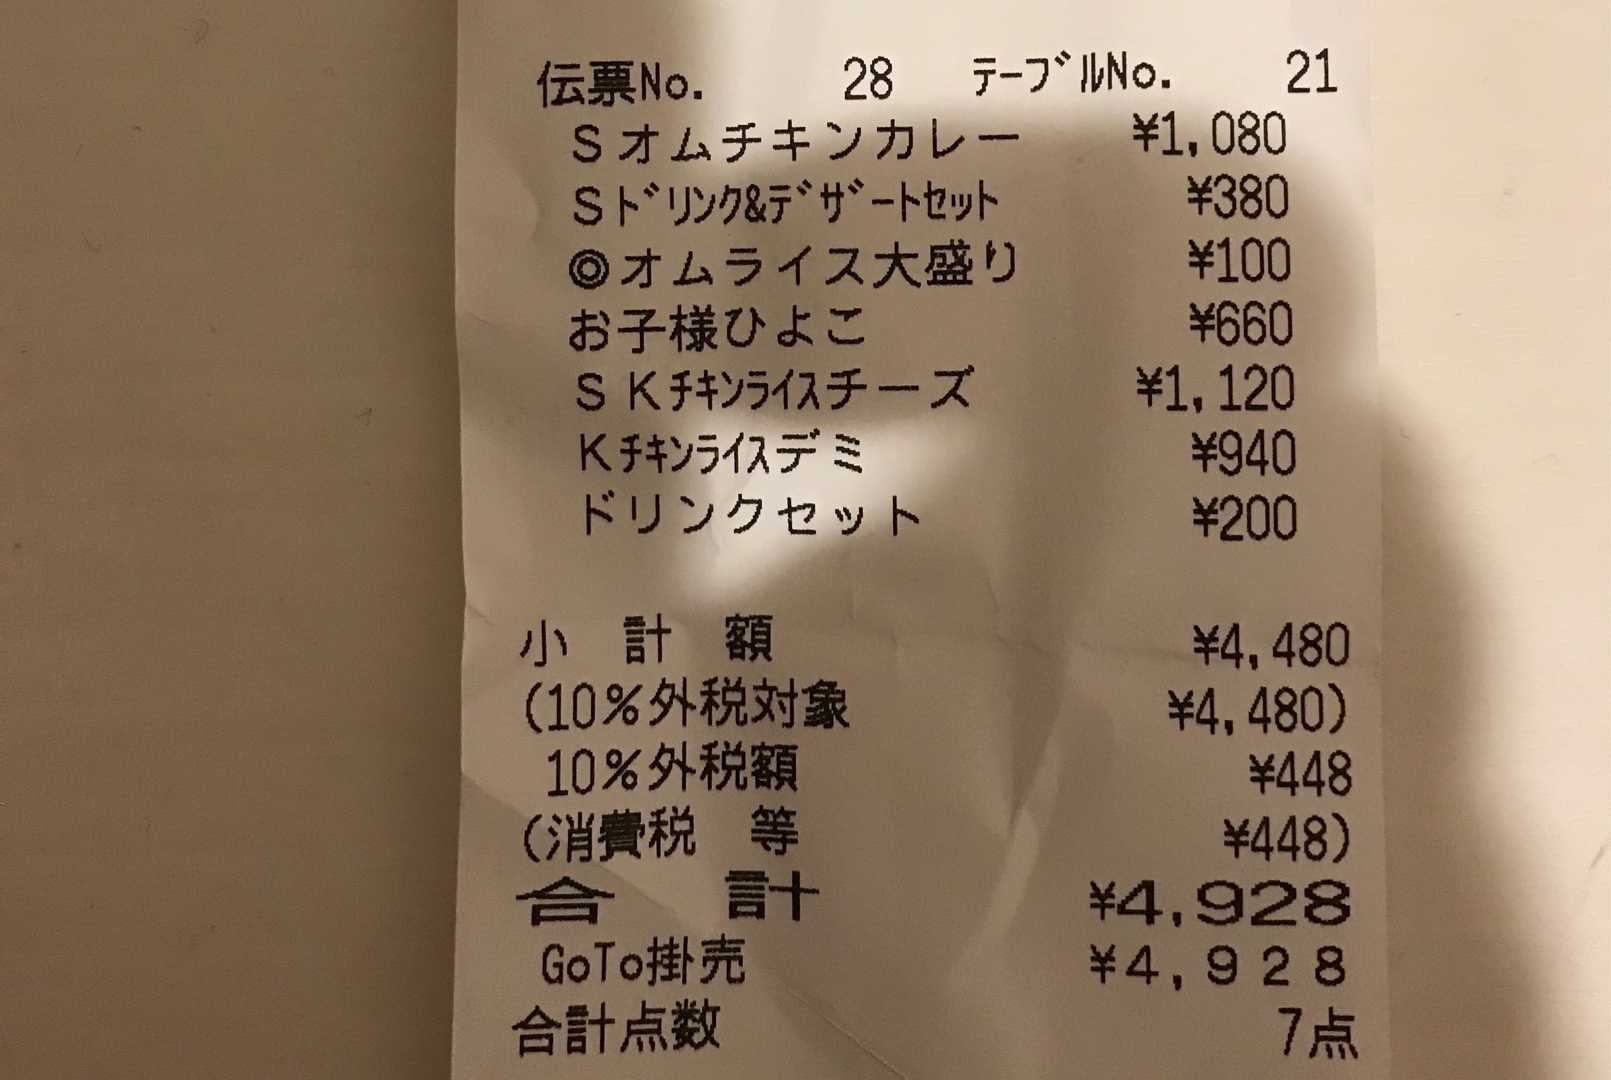 伝票No. 28 テーブルNo. 21
Sオムチキンカレー ¥1,080
Sドリンク&デザートセット ¥380
◎オムライス大盛り ¥100
お子様ひよこ ¥660
SKチキンライスチーズ ¥1,120
Kチキンライスデミ ¥940
ドリンクセット ¥200
小 計 額 ¥4,480
(10%外税対象 ¥4,480)
10%外税額 ¥448
(消費税 等 ¥448)
合 計 ¥4,928
GoTo掛売 ¥4,928
合計点数 7点